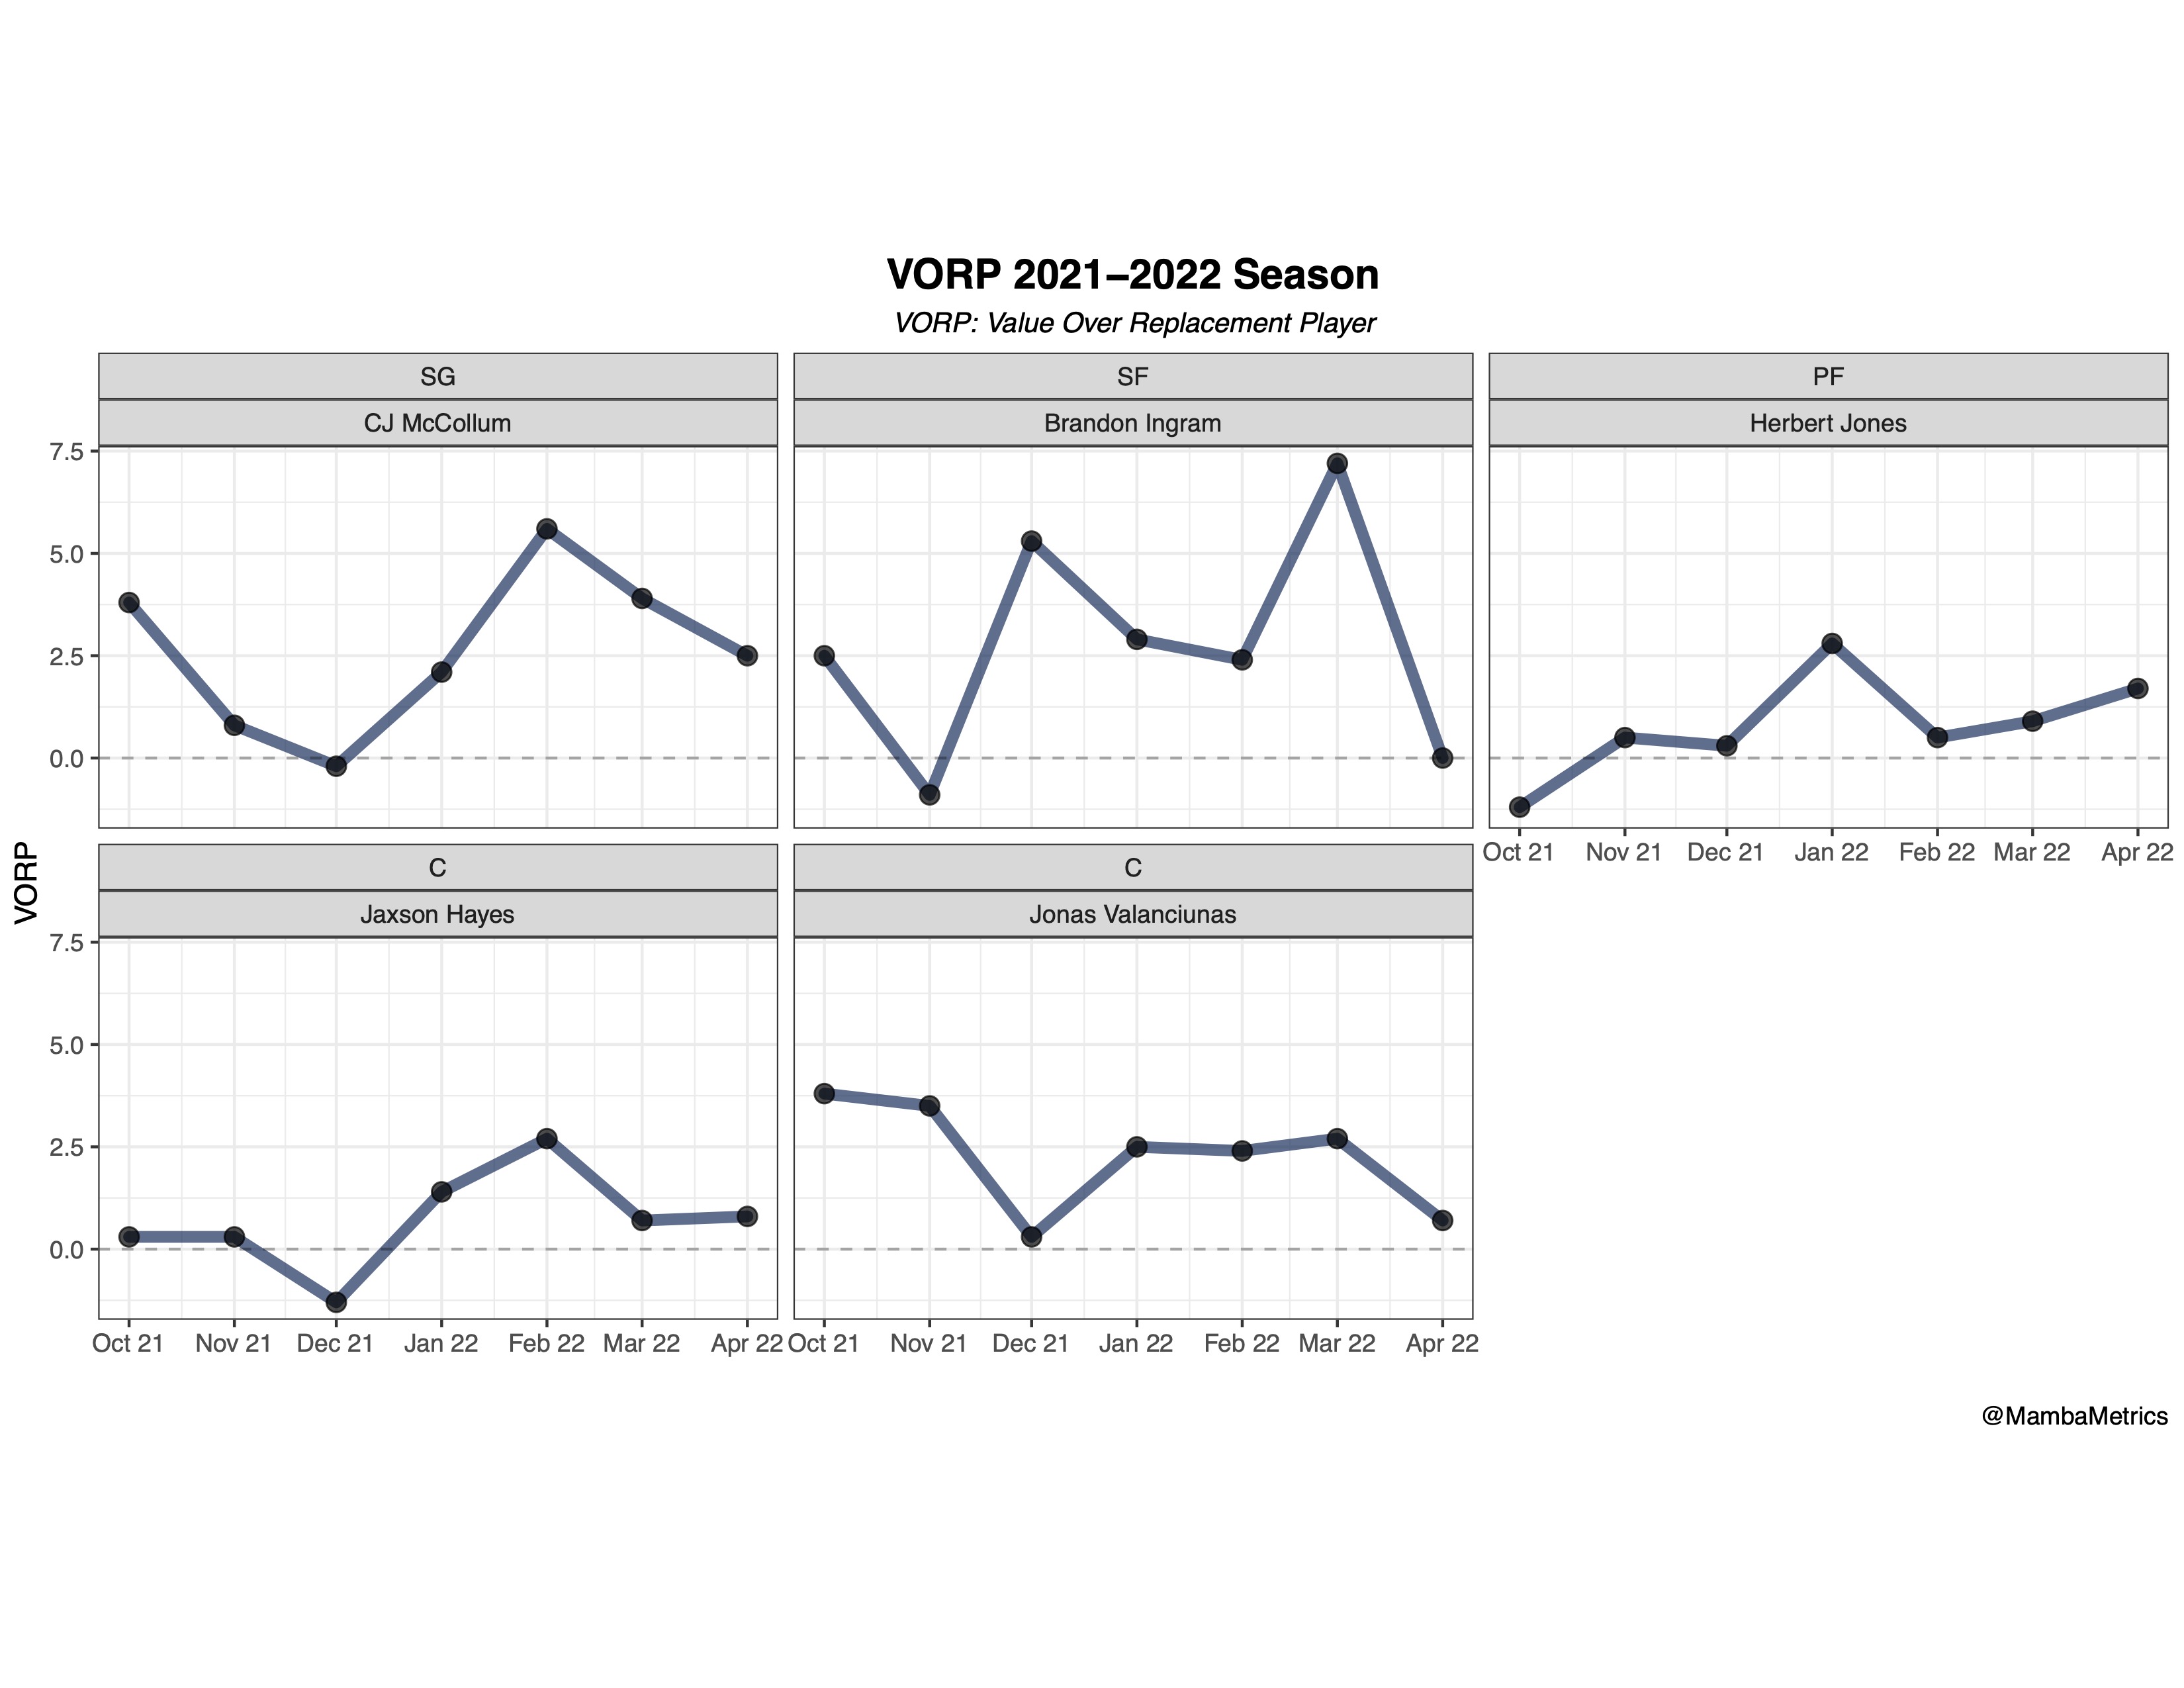 VORP 2021–2022 Season
VORP: Value Over Replacement Player
SG
CJ McCollum
SF
Brandon Ingram
PF
Herbert Jones
7.5
5.0
2.5
0.0
Oct 21 Nov 21 Dec 21 Jan 22 Feb 22 Mar 22 Apr 22
VORP
C
Jaxson Hayes
C
Jonas Valanciunas
7.5
5.0
2.5
0.0
Oct 21 Nov 21 Dec 21 Jan 22 Feb 22 Mar 22 Apr 22
Oct 21 Nov 21 Dec 21 Jan 22 Feb 22 Mar 22 Apr 22
@MambaMetrics